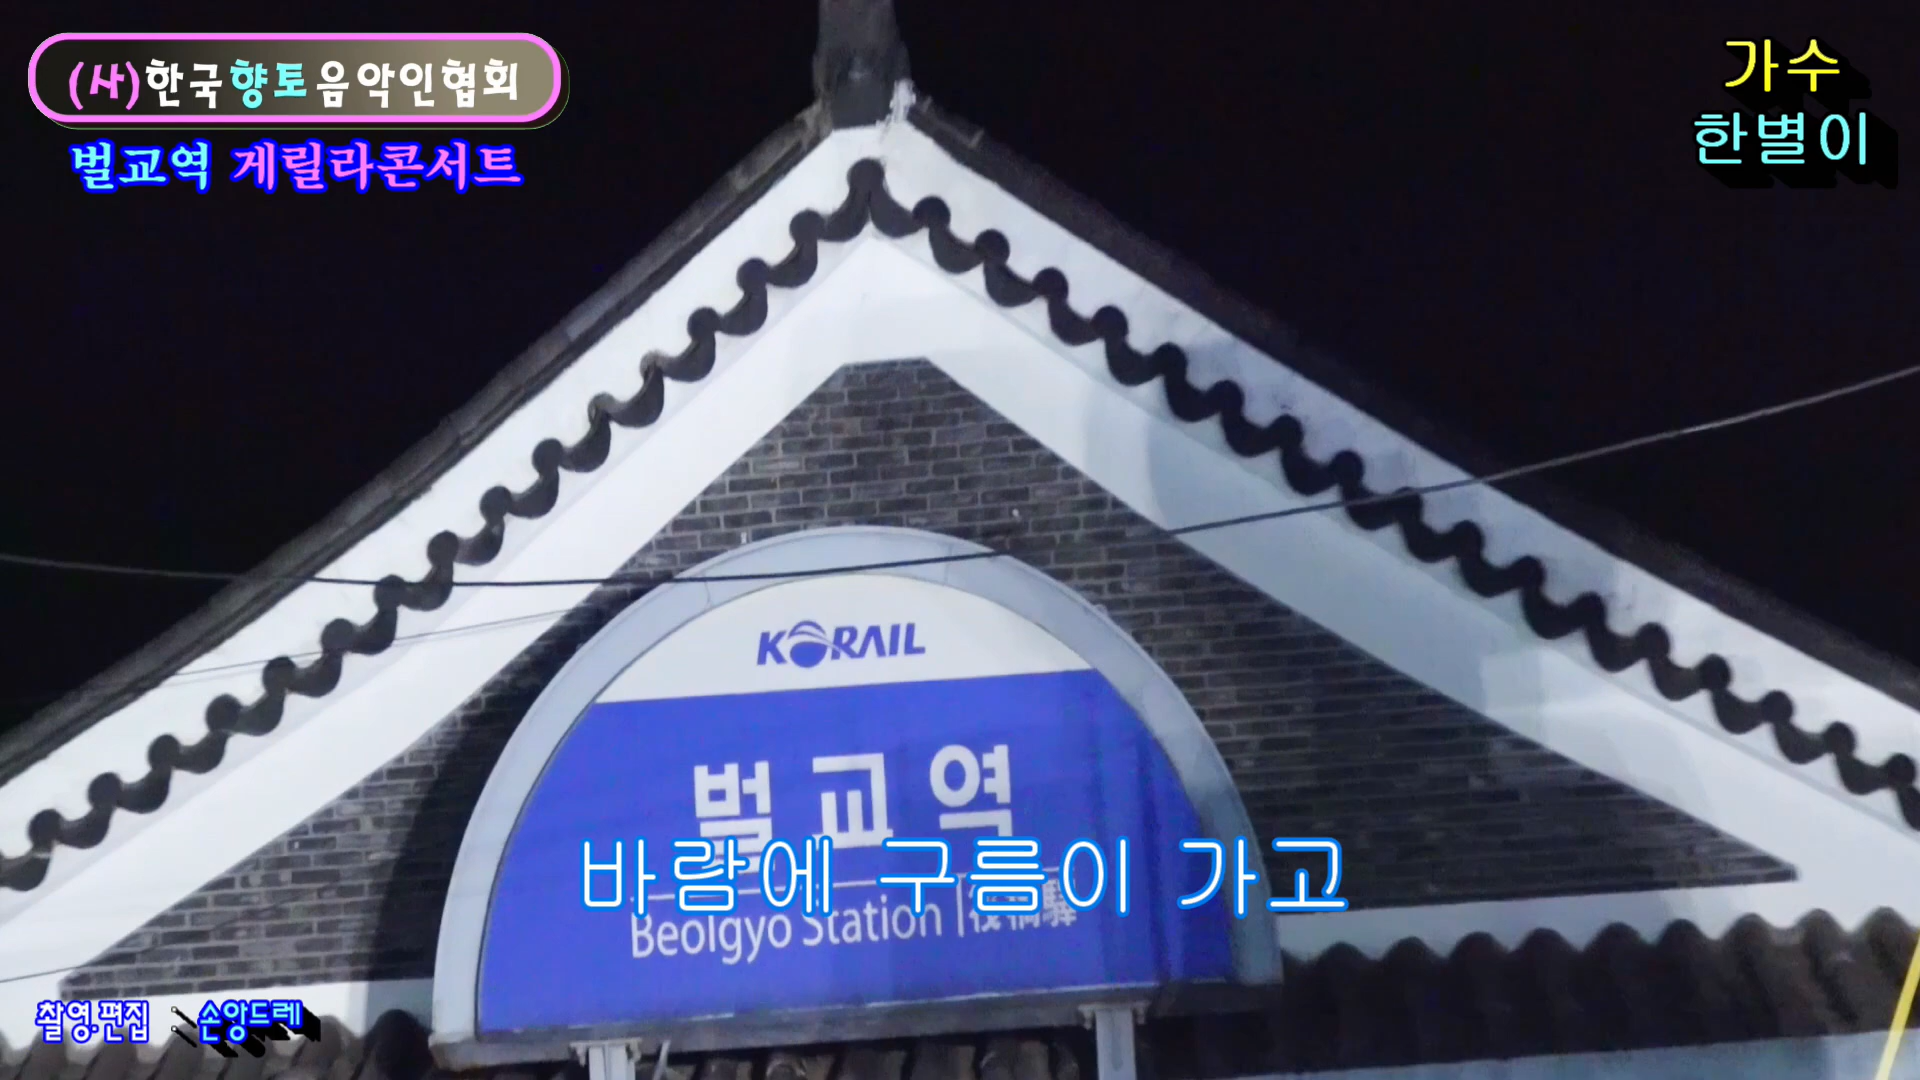 (사)한국향토음악인협회
벌교역 게릴라콘서트
가수
한별이
KORAIL
벌교역
바람에 구름이 가고
Beolgyo Station
촬영.편집 : 손앙드레